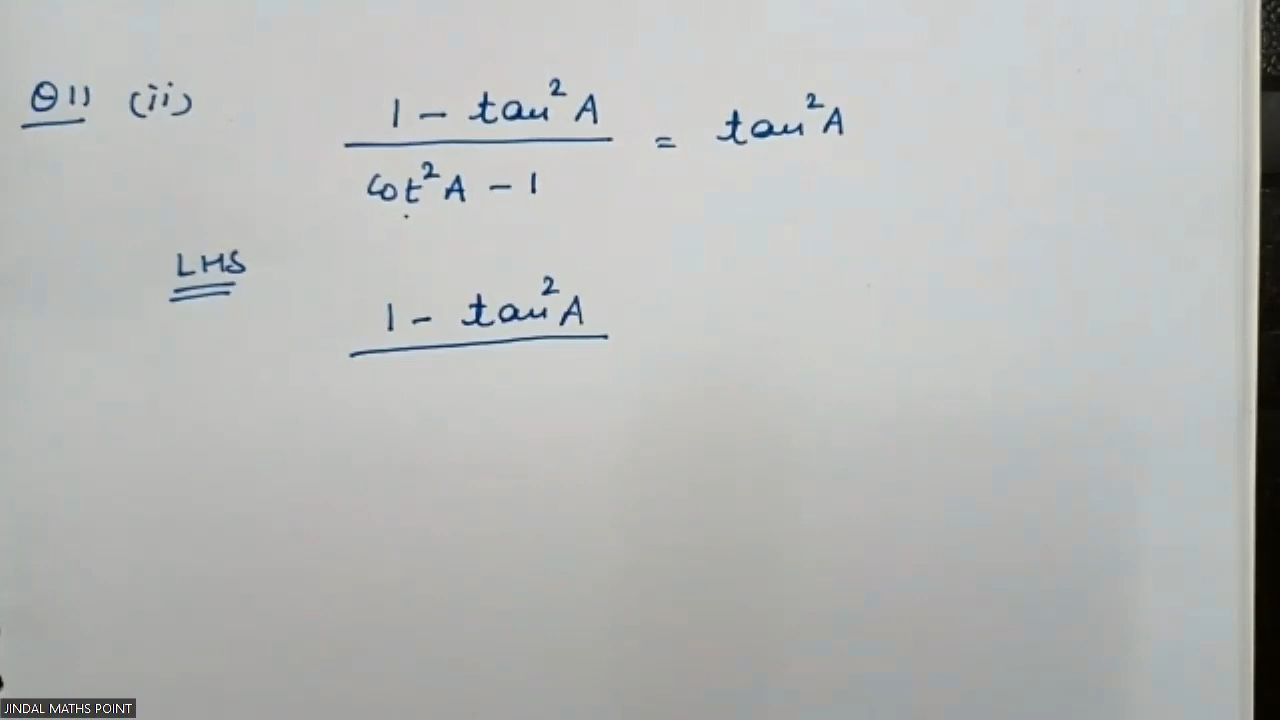 Q11 (ii)
1 - tan²A
= tan²A
cot²A - 1
LHS
1 - tan²A
JINDAL MATHS POINT